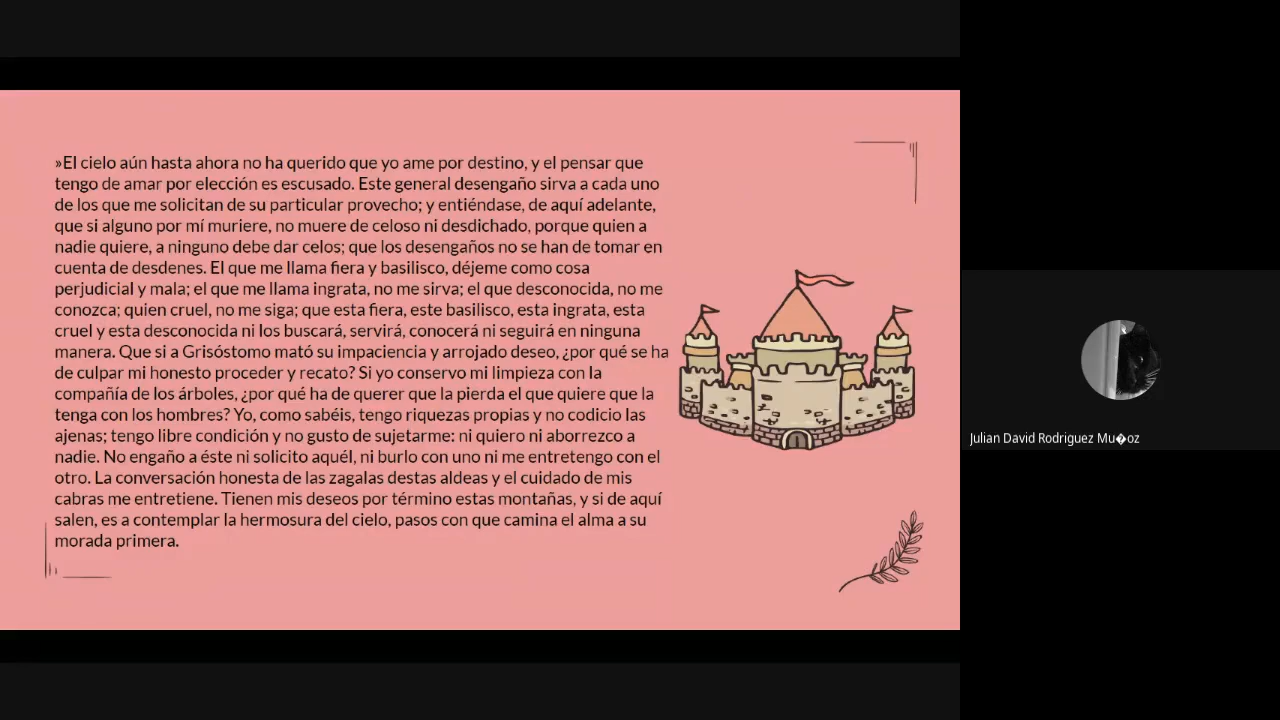 »El cielo aún hasta ahora no ha querido que yo ame por destino, y el pensar que
tengo de amar por elección es escusado. Este general desengaño sirva a cada uno
de los que me solicitan de su particular provecho; y entiéndase, de aquí adelante,
que si alguno por mí muriere, no muere de celoso ni desdichado, porque quien a
nadie quiere, a ninguno debe dar celos; que los desengaños no se han de tomar en
cuenta de desdenes. El que me llama fiera y basilisco, déjeme como cosa
perjudicial y mala; el que me llama ingrata, no me sirva; el que desconocida, no me
conozca; quien cruel, no me siga; que esta fiera, este basilisco, esta ingrata, esta
cruel y esta desconocida ni los buscará, servirá, conocerá ni seguirá en ninguna
manera. Que si a Grisóstomo mató su impaciencia y arrojado deseo, ¿por qué se ha
de culpar mi honesto proceder y recato? Si yo conservo mi limpieza con la
compañía de los árboles, ¿por qué ha de querer que la pierda el que quiere que la
tenga con los hombres? Yo, como sabéis, tengo riquezas propias y no codicio las
ajenas; tengo libre condición y no gusto de sujetarme: ni quiero ni aborrezco a
nadie. No engaño a éste ni solicito aquél, ni burlo con uno ni me entretengo con el
otro. La conversación honesta de las zagalas destas aldeas y el cuidado de mis
cabras me entretiene. Tienen mis deseos por término estas montañas, y si de aquí
salen, es a contemplar la hermosura del cielo, pasos con que camina el alma a su
morada primera.
Julian David Rodriguez Mu�oz